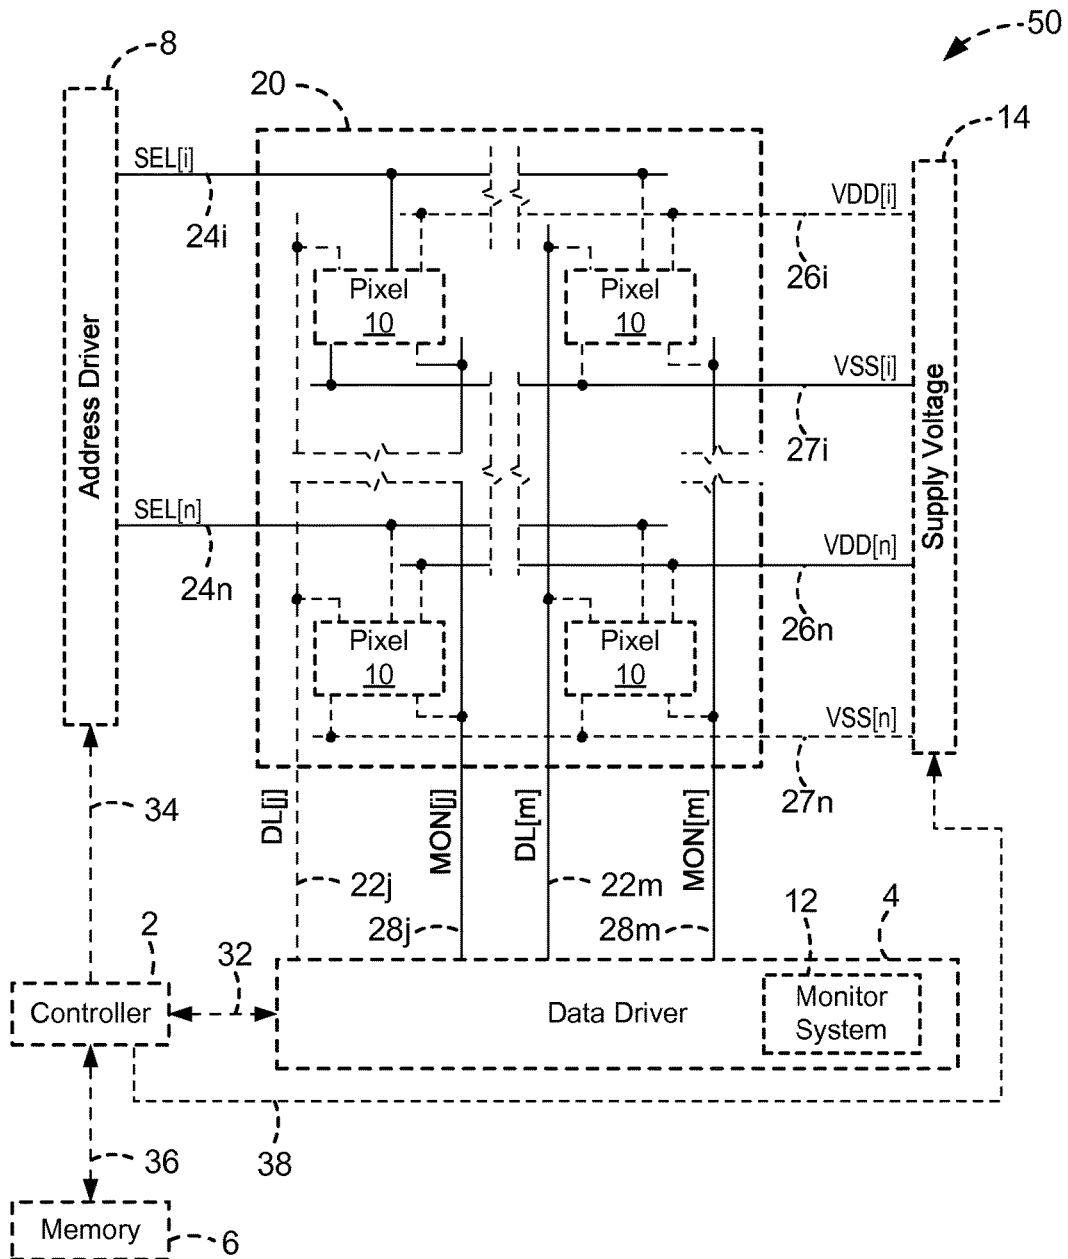 50
8
20
14
SEL[i]
VDD[i]
24i
26i
Pixel
10
Pixel
10
Address Driver
Supply Voltage
VSS[i]
27i
SEL[n]
VDD[n]
24n
26n
Pixel
10
Pixel
10
VSS[n]
27n
34
DL[j]
MON[j]
DL[m]
MON[m]
22j
22m
28j
28m
12
4
2
32
Controller
Data Driver
Monitor
System
36
38
Memory
6